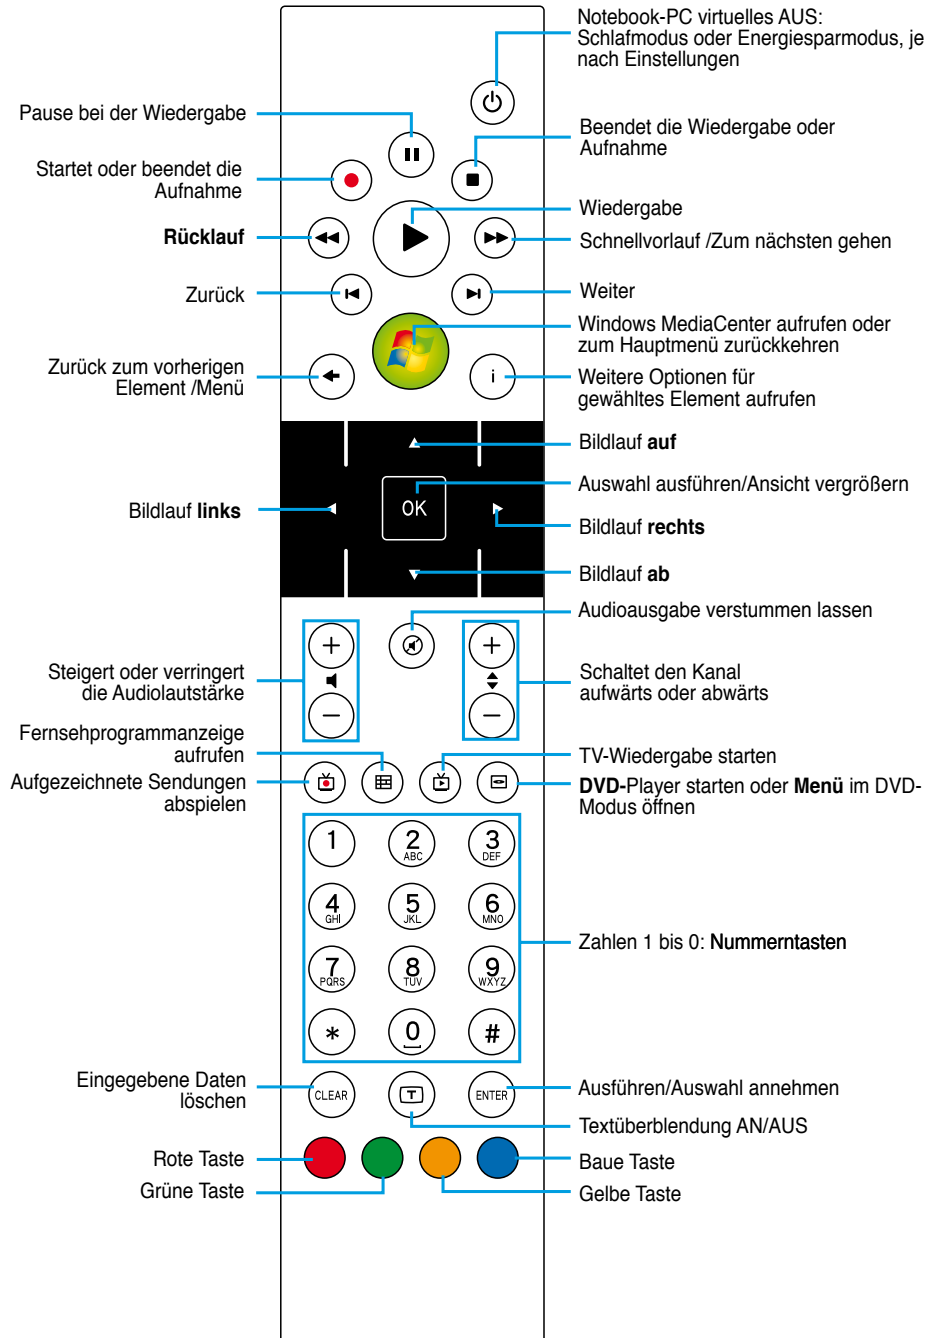 Notebook-PC virtuelles AUS:
Schlafmodus oder Energiesparmodus, je
nach Einstellungen
Pause bei der Wiedergabe
Beendet die Wiedergabe oder
Aufnahme
Startet oder beendet die
Aufnahme
Wiedergabe
Rücklauf
Schnellvorlauf /Zum nächsten gehen
Zurück
Weiter
Windows MediaCenter aufrufen oder
zum Hauptmenü zurückkehren
Zurück zum vorherigen
Element /Menü
i
Weitere Optionen für
gewähltes Element aufrufen
Bildlauf auf
Auswahl ausführen/Ansicht vergrößern
OK
Bildlauf links
Bildlauf rechts
Bildlauf ab
Audioausgabe verstummen lassen
+
+
Steigert oder verringert
die Audiolautstärke
Schaltet den Kanal
aufwärts oder abwärts
−
−
Fernsehprogrammanzeige
aufrufen
TV-Wiedergabe starten
Aufgezeichnete Sendungen
abspielen
DVD-Player starten oder Menü im DVD-
Modus öffnen
1
2 ABC
3 DEF
4 GHI
5 JKL
6 MNO
Zahlen 1 bis 0: Nummerntasten
7 PQRS
8 TUV
9 WXYZ
*
0
#
Eingegebene Daten
löschen
CLEAR
T
ENTER
Ausführen/Auswahl annehmen
Textüberblendung AN/AUS
Rote Taste
Baue Taste
Grüne Taste
Gelbe Taste